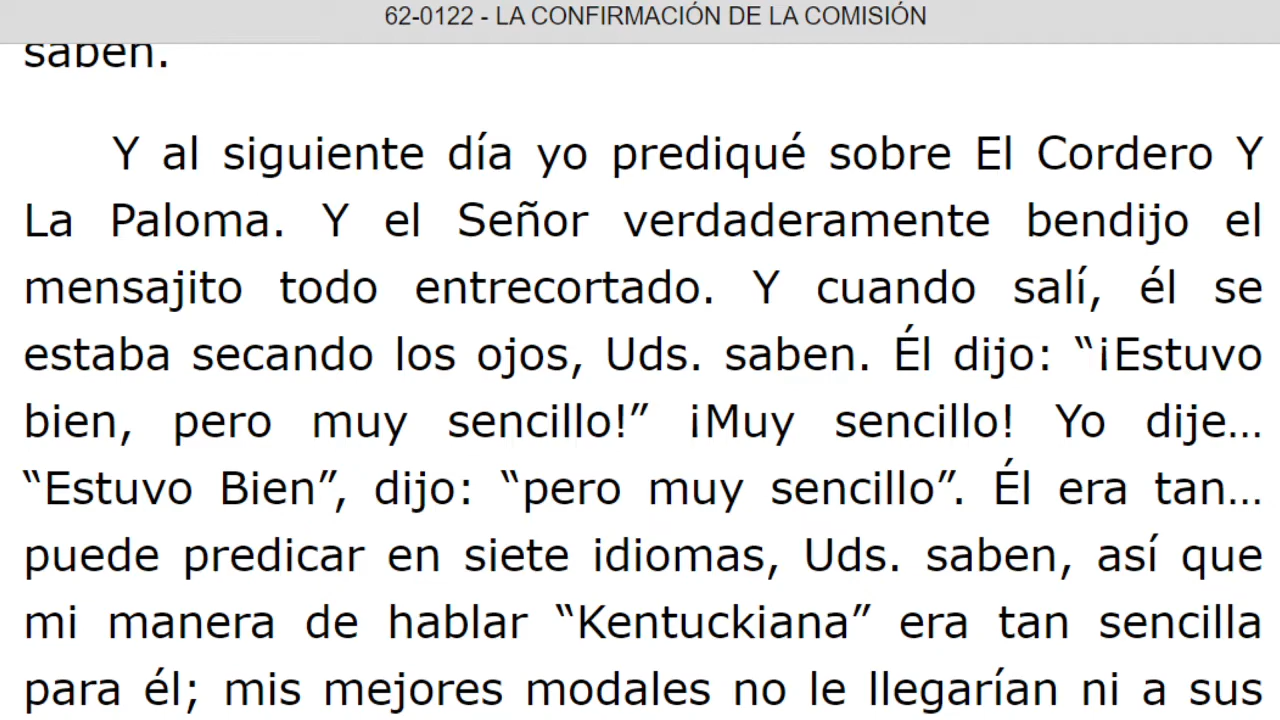 62-0122 - LA CONFIRMACIÓN DE LA COMISIÓN
saben.
Y al siguiente día yo prediqué sobre El Cordero Y
La Paloma. Y el Señor verdaderamente bendijo el
mensajito todo entrecortado. Y cuando salí, él se
estaba secando los ojos, Uds. saben. Él dijo: “¡Estuvo
bien, pero muy sencillo!” ¡Muy sencillo! Yo dije…
“Estuvo Bien”, dijo: “pero muy sencillo”. Él era tan…
puede predicar en siete idiomas, Uds. saben, así que
mi manera de hablar “Kentuckiana” era tan sencilla
para él; mis mejores modales no le llegarían ni a sus